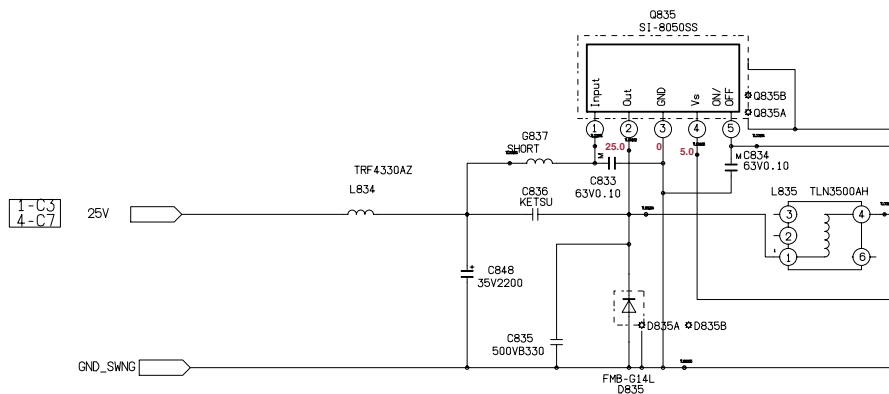 Q835
SI-8050SS
Input
Out
GND
Vs
ON/
OFF
Q835B
Q835A
1
2
3
4
5
G837
SHORT
25.0
0
5.0
M
C833
63V0.10
M C834
63V0.10
TRF4330AZ
L834
C836
KETSU
L835 TLN3500AH
1-C3
4-C7
25V
3
4
2
1
6
C848
35V2200
+
C835
500VB330
D835A
D835B
GND_SWNG
FMB-G14L
D835